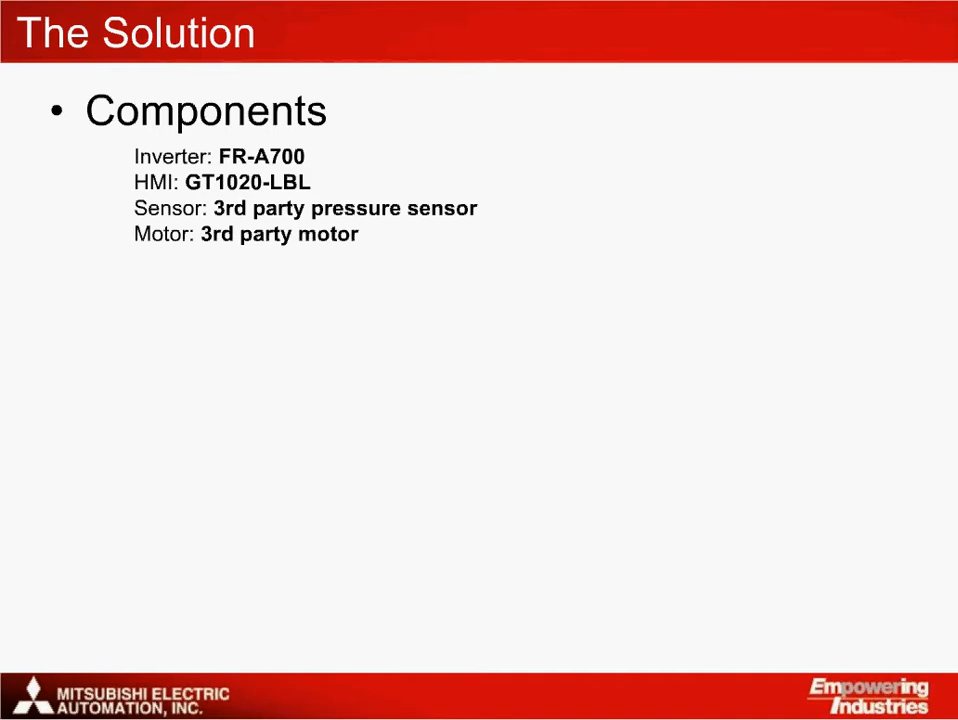 The Solution
• Components
Inverter: FR-A700
HMI: GT1020-LBL
Sensor: 3rd party pressure sensor
Motor: 3rd party motor
MITSUBISHI ELECTRIC
AUTOMATION, INC.
Empowering
Industries